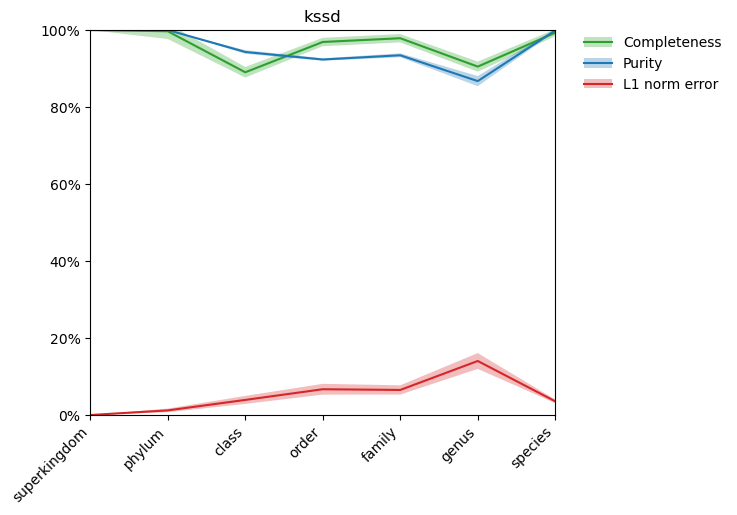 kssd
100%
80%
60%
40%
20%
0%
superkingdom
phylum
class
order
family
genus
species
Completeness
Purity
L1 norm error